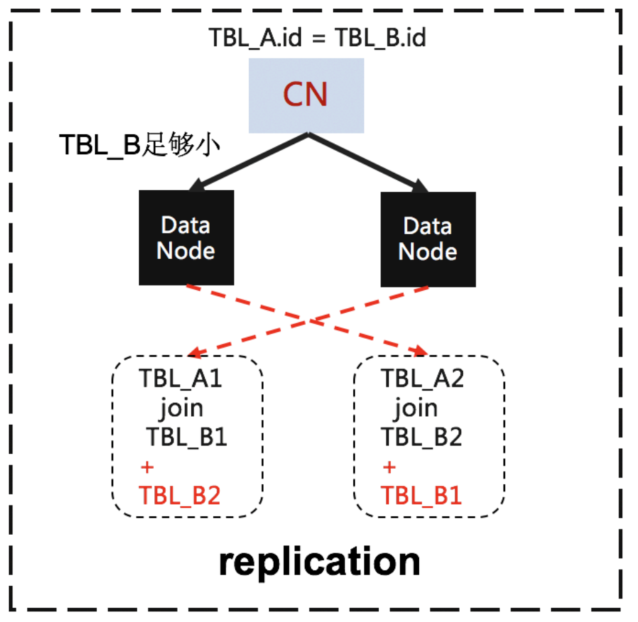 TBL_A.id = TBL_B.id
CN
TBL_B足够小
Data
Node
Data
Node
TBL_A1
join
TBL_B1
+
TBL_B2
TBL_A2
join
TBL_B2
+
TBL_B1
replication